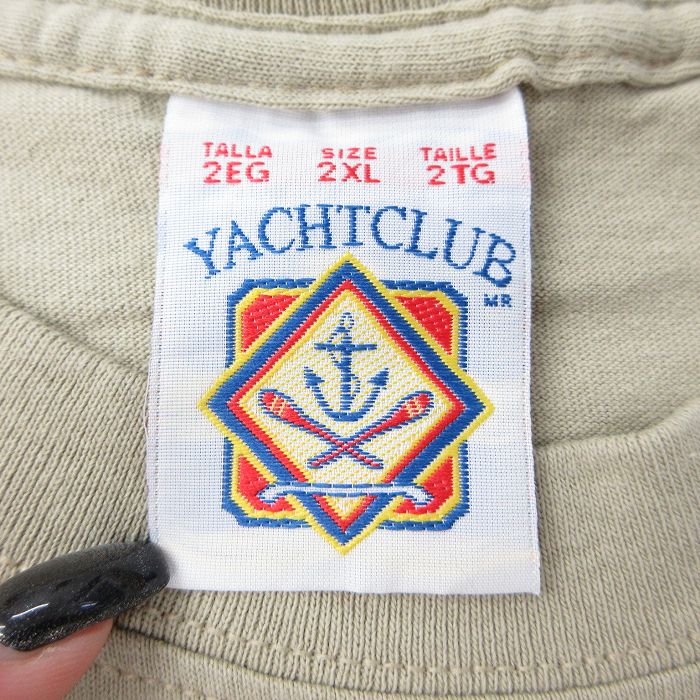 TALLA SIZE TAILLE
2EG 2XL 2TG
YACHTCLUB
MR